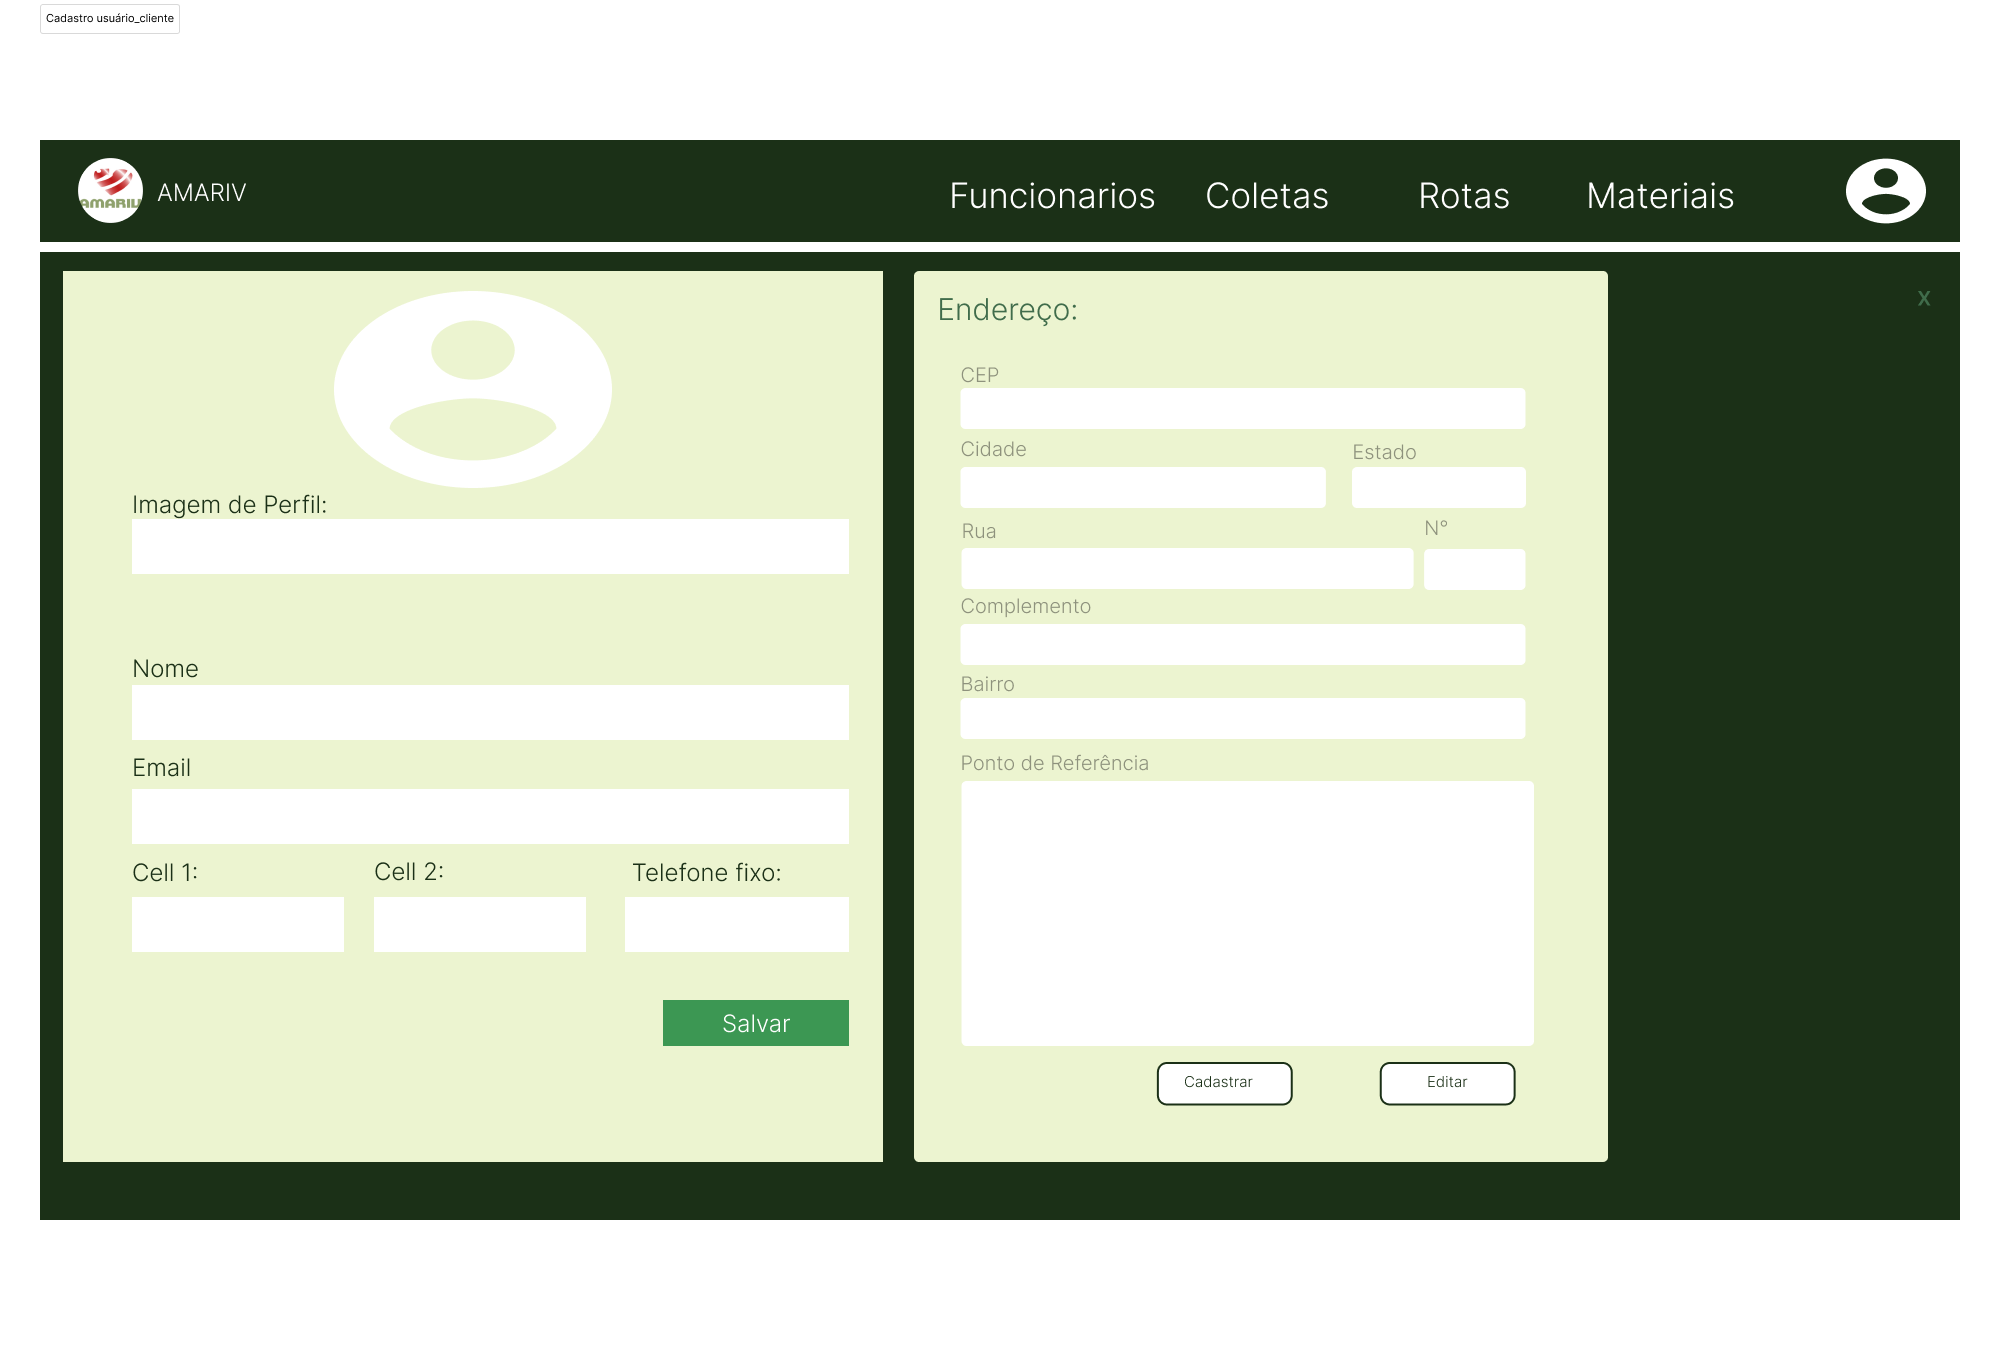 Cadastro usuário_cliente
AMARIV
AMARIV
Funcionarios
Coletas
Rotas
Materiais
Imagem de Perfil:
Nome
Email
Cell 1:
Cell 2:
Telefone fixo:
Salvar
Endereço:
CEP
Cidade
Estado
Rua
N°
Complemento
Bairro
Ponto de Referência
Cadastrar
Editar
X